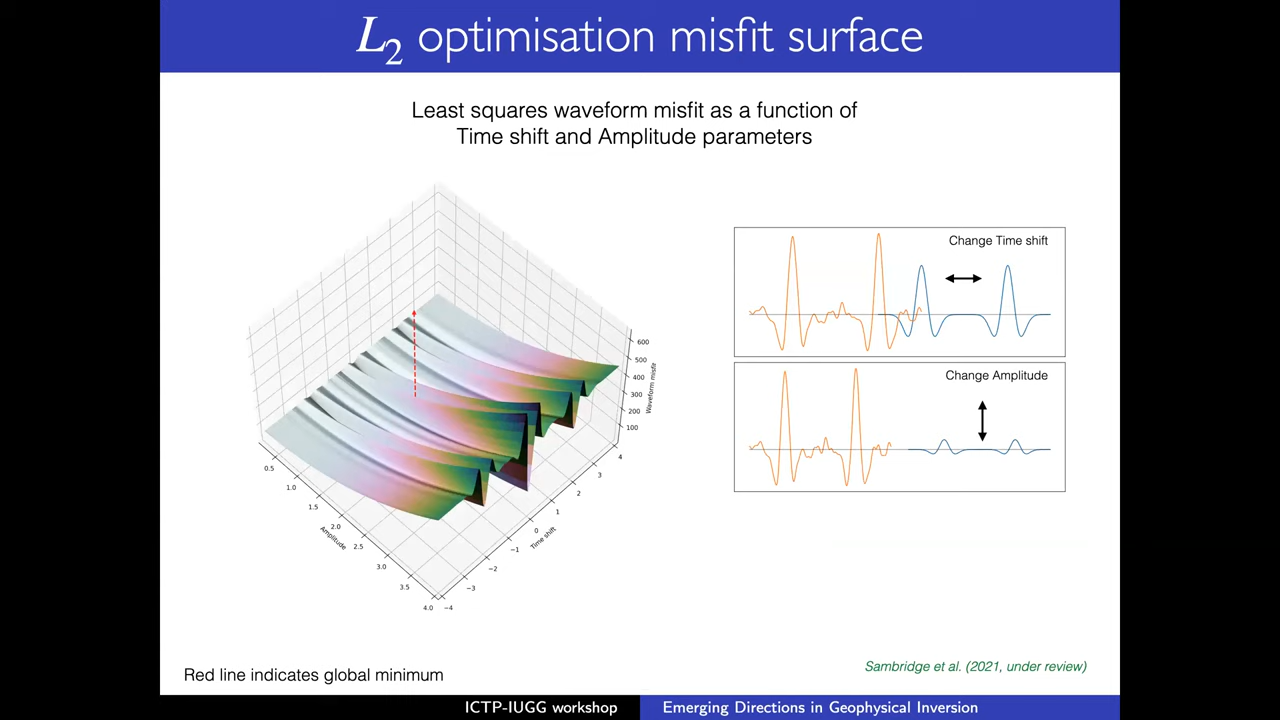 L2 optimisation misfit surface
Least squares waveform misfit as a function of
Time shift and Amplitude parameters
Change Time shift
Change Amplitude
600
500
400
300
200
100
Waveform misfit
0.5
1.0
1.5
2.0
2.5
3.0
3.5
4.0
Amplitude
−4
−3
−2
−1
0
1
2
3
4
Time shift
Red line indicates global minimum
Sambridge et al. (2021, under review)
ICTP-IUGG workshop
Emerging Directions in Geophysical Inversion